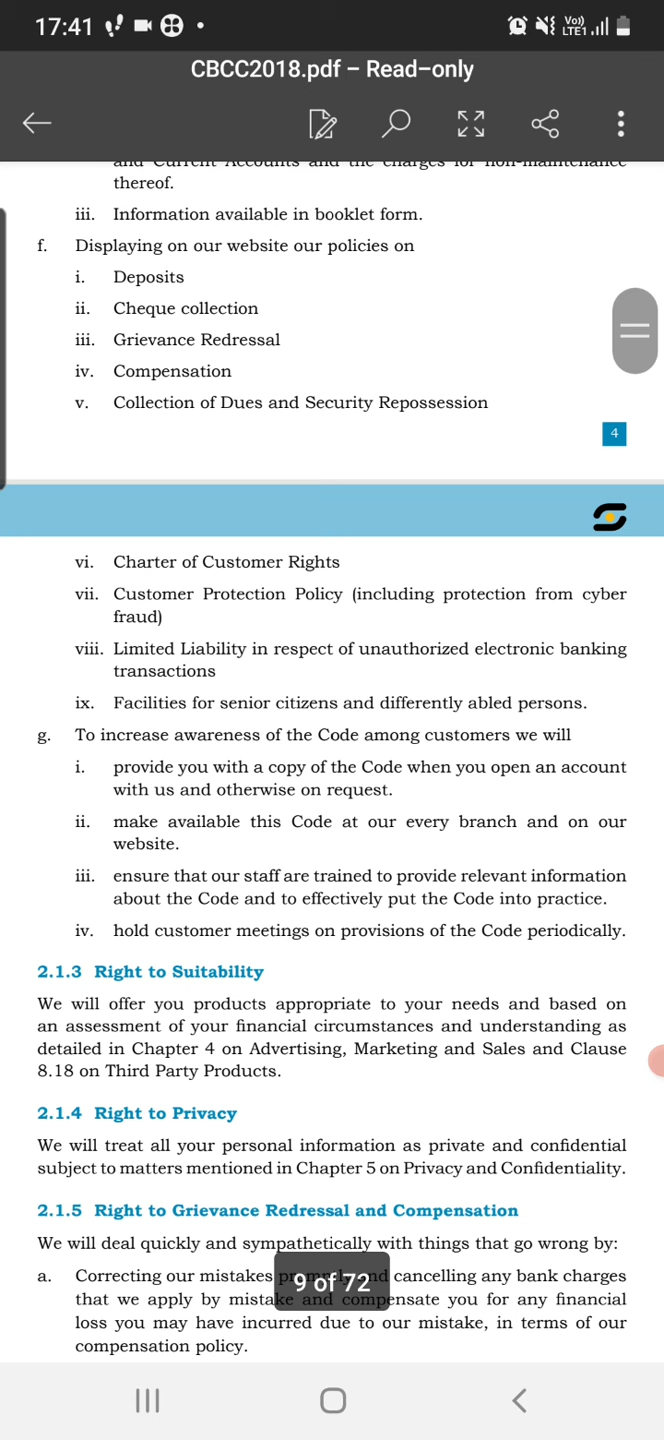 17:41
Vo)) LTE1
CBCC2018.pdf – Read-only
and Current Accounts and the charges for non-maintenance
thereof.
iii. Information available in booklet form.
f. Displaying on our website our policies on
i. Deposits
ii. Cheque collection
iii. Grievance Redressal
iv. Compensation
v. Collection of Dues and Security Repossession
4
vi. Charter of Customer Rights
vii. Customer Protection Policy (including protection from cyber
fraud)
viii. Limited Liability in respect of unauthorized electronic banking
transactions
ix. Facilities for senior citizens and differently abled persons.
g. To increase awareness of the Code among customers we will
i. provide you with a copy of the Code when you open an account
with us and otherwise on request.
ii. make available this Code at our every branch and on our
website.
iii. ensure that our staff are trained to provide relevant information
about the Code and to effectively put the Code into practice.
iv. hold customer meetings on provisions of the Code periodically.
2.1.3 Right to Suitability
We will offer you products appropriate to your needs and based on
an assessment of your financial circumstances and understanding as
detailed in Chapter 4 on Advertising, Marketing and Sales and Clause
8.18 on Third Party Products.
2.1.4 Right to Privacy
We will treat all your personal information as private and confidential
subject to matters mentioned in Chapter 5 on Privacy and Confidentiality.
2.1.5 Right to Grievance Redressal and Compensation
We will deal quickly and sympathetically with things that go wrong by:
a. Correcting our mistakes promptly and cancelling any bank charges
9 of 72
that we apply by mistake and compensate you for any financial
loss you may have incurred due to our mistake, in terms of our
compensation policy.